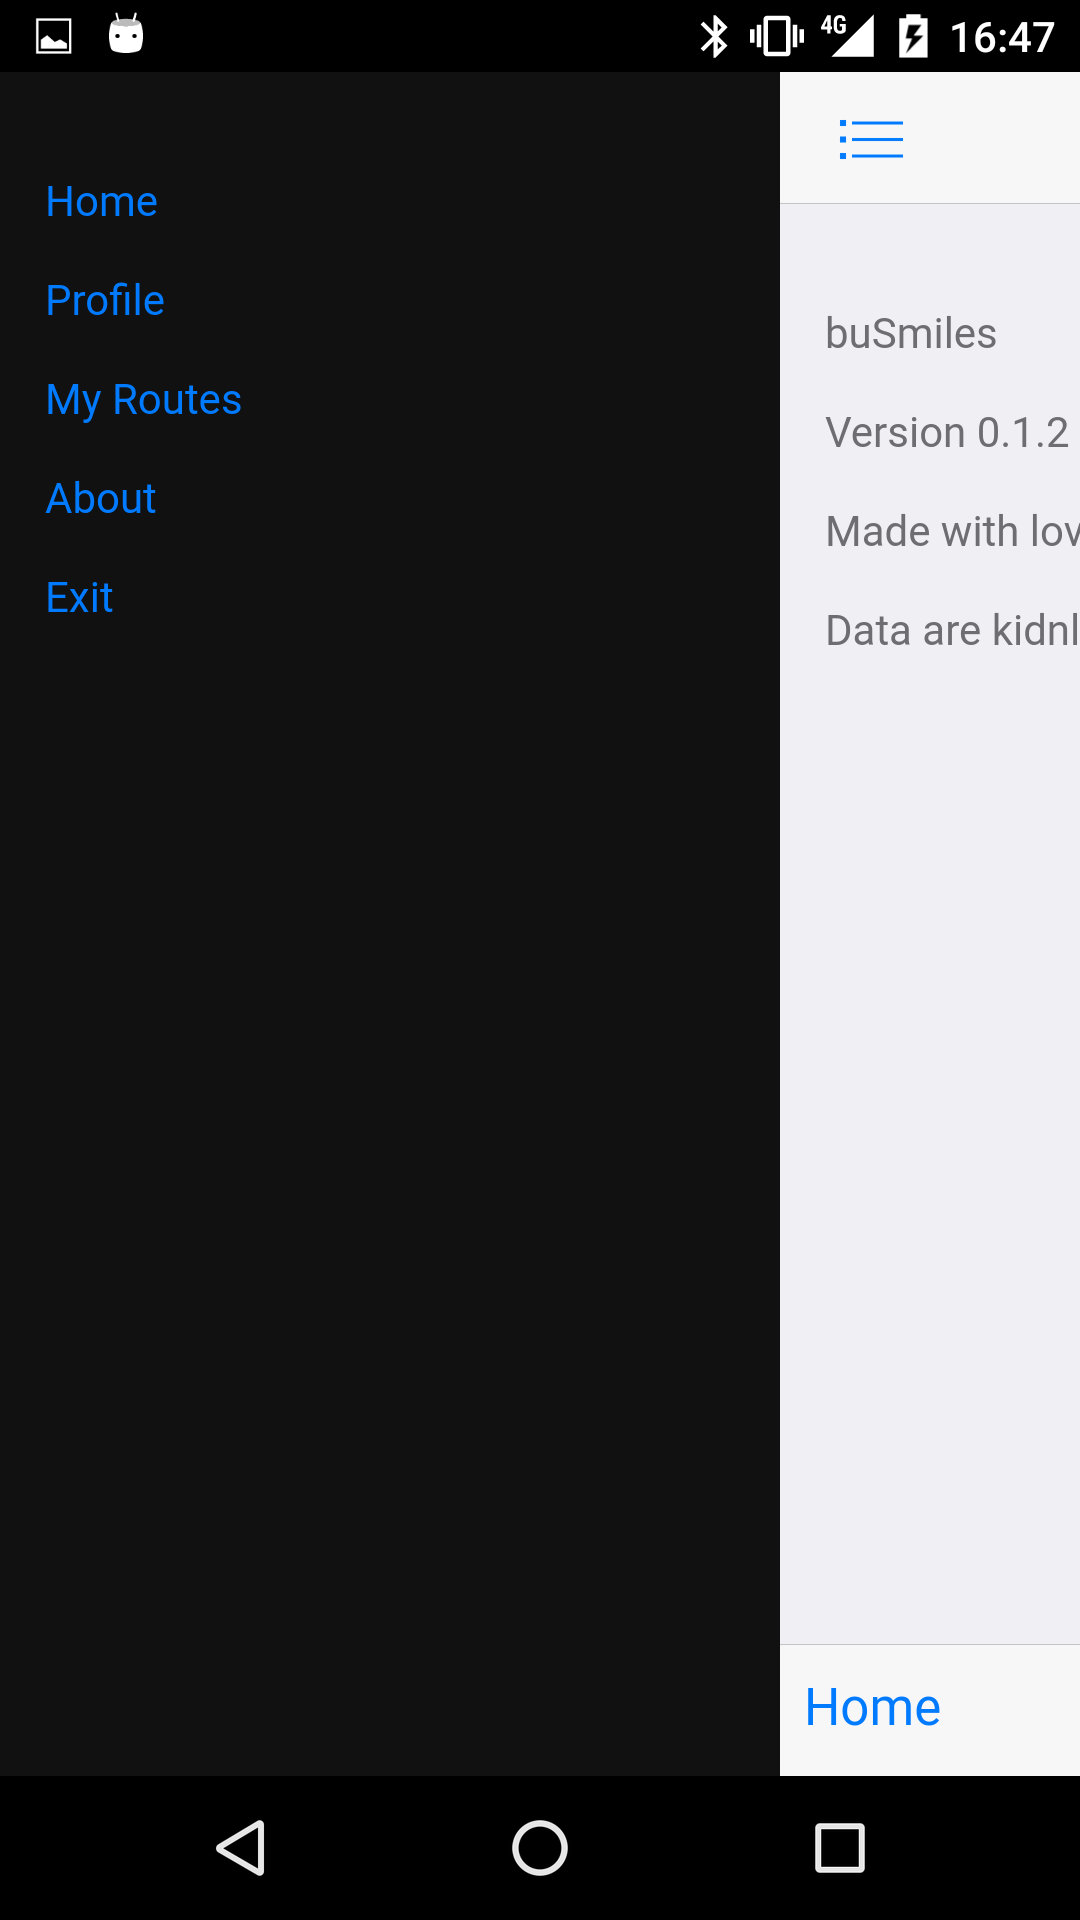 4G 16:47
Home
Profile
My Routes
About
Exit
buSmiles
Version 0.1.2
Made with lov
Data are kidnl
Home